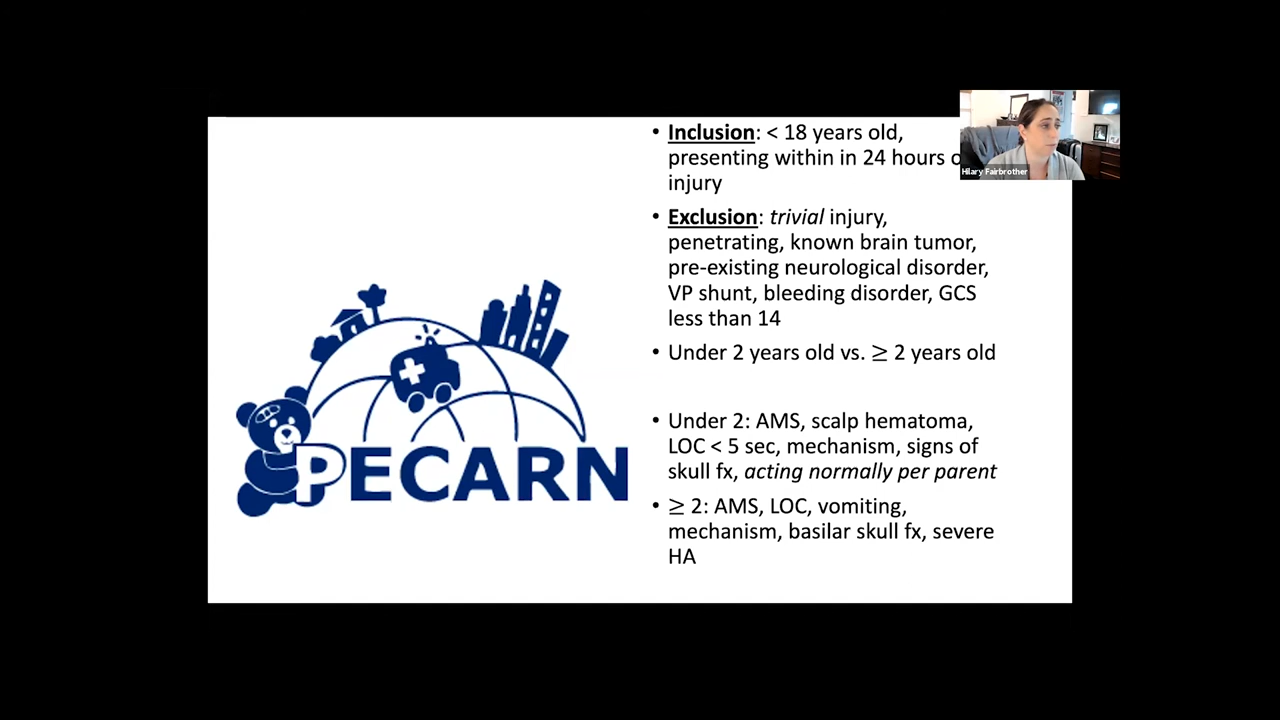 • Inclusion: < 18 years old,
presenting within in 24 hours
injury
• Exclusion: trivial injury,
penetrating, known brain tumor,
pre-existing neurological disorder,
VP shunt, bleeding disorder, GCS
less than 14
• Under 2 years old vs. ≥ 2 years old
• Under 2: AMS, scalp hematoma,
LOC < 5 sec, mechanism, signs of
skull fx, acting normally per parent
• ≥ 2: AMS, LOC, vomiting,
mechanism, basilar skull fx, severe
HA
PECARN
Hilary Fairbrother